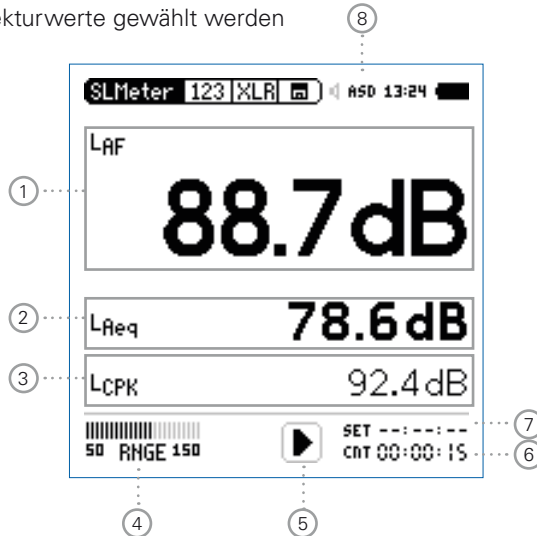 ekturwerte gewählt werden
8
SLMeter 123 XLR ASD 13:24
LAF
1
88.7dB
2
LAeq 78.6dB
3
LCPK 92.4dB
SET --:--:-- 7
50 RNGE 150 CNT 00:00:15 6
4 5